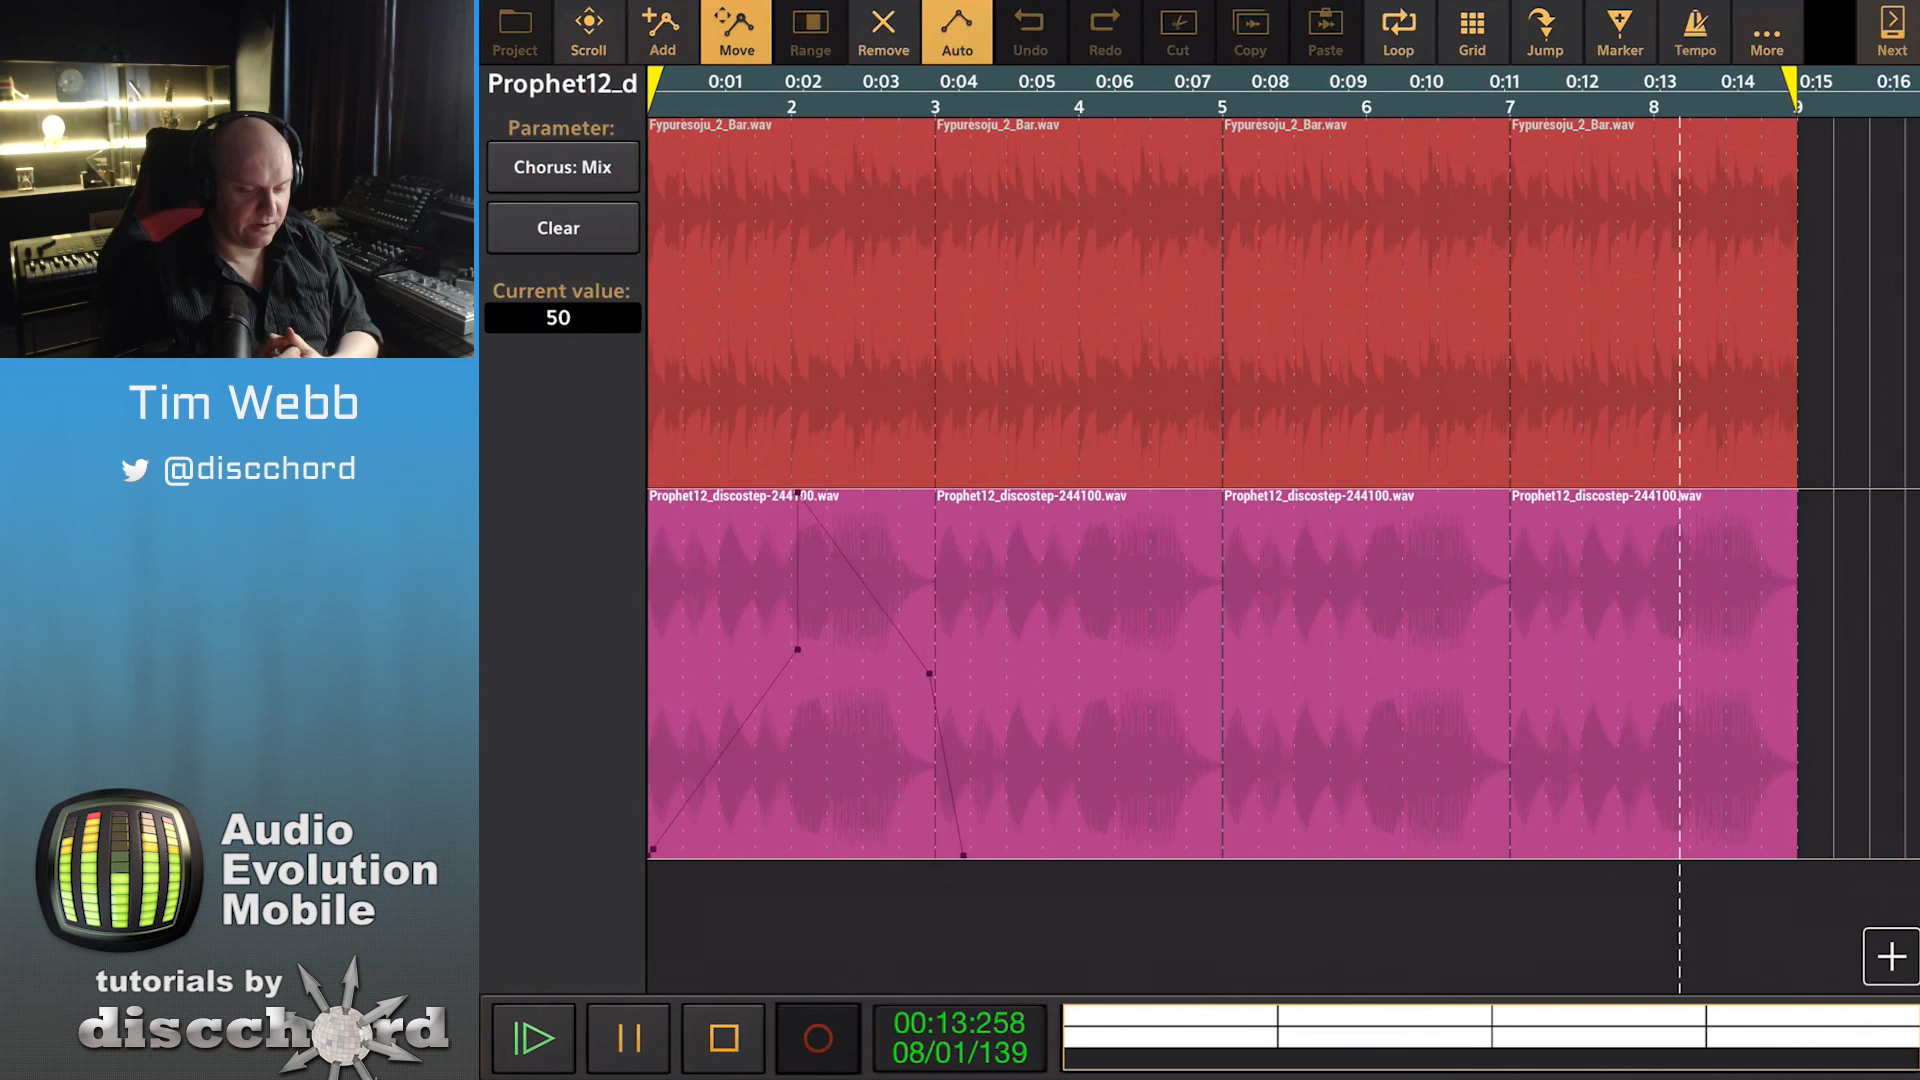 Project
Scroll
Add
Move
Range
Remove
Auto
Undo
Redo
Cut
Copy
Paste
Loop
Grid
Jump
Marker
Tempo
More
Next
Prophet12_d
0:01 0:02 0:03 0:04 0:05 0:06 0:07 0:08 0:09 0:10 0:11 0:12 0:13 0:14 0:15 0:16
2 3 4 5 6 7 8 9
Parameter:
Chorus: Mix
Clear
Current value:
50
Fypuresoju_2_Bar.wav
Fypuresoju_2_Bar.wav
Fypuresoju_2_Bar.wav
Fypuresoju_2_Bar.wav
Prophet12_discostep-244100.wav
Prophet12_discostep-244100.wav
Prophet12_discostep-244100.wav
Prophet12_discostep-244100.wav
Tim Webb
@discchord
Audio
Evolution
Mobile
tutorials by
discchord
00:13:258
08/01/139